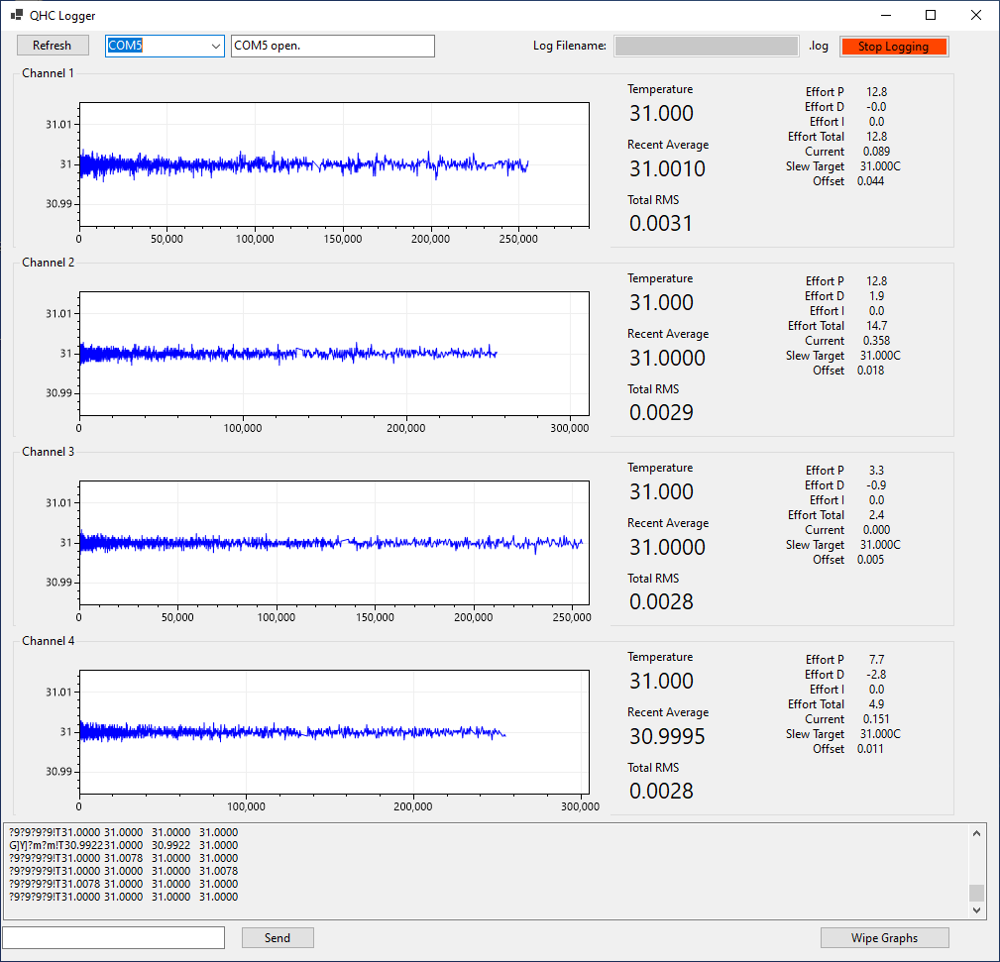 QHC Logger
Refresh COM5 COM5 open. Log Filename: .log Stop Logging
Channel 1
31.01
31
30.99
0 50,000 100,000 150,000 200,000 250,000
Temperature
31.000
Recent Average
31.0010
Total RMS
0.0031
Effort P 12.8
Effort D -0.0
Effort I 0.0
Effort Total 12.8
Current 0.089
Slew Target 31.000C
Offset 0.044
Channel 2
31.01
31
30.99
0 100,000 200,000 300,000
Temperature
31.000
Recent Average
31.0000
Total RMS
0.0029
Effort P 12.8
Effort D 1.9
Effort I 0.0
Effort Total 14.7
Current 0.358
Slew Target 31.000C
Offset 0.018
Channel 3
31.01
31
30.99
0 50,000 100,000 150,000 200,000 250,000
Temperature
31.000
Recent Average
31.0000
Total RMS
0.0028
Effort P 3.3
Effort D -0.9
Effort I 0.0
Effort Total 2.4
Current 0.000
Slew Target 31.000C
Offset 0.005
Channel 4
31.01
31
30.99
0 100,000 200,000 300,000
Temperature
31.000
Recent Average
30.9995
Total RMS
0.0028
Effort P 7.7
Effort D -2.8
Effort I 0.0
Effort Total 4.9
Current 0.151
Slew Target 31.000C
Offset 0.011
?9?9?9?9!T31.0000 31.0000 31.0000 31.0000
G]Y]?m?m!T30.992231.0000 30.9922 31.0000
?9?9?9?9!T31.0000 31.0078 31.0000 31.0000
?9?9?9?9!T31.0000 31.0000 31.0000 31.0078
?9?9?9?9!T31.0078 31.0000 31.0000 31.0000
?9?9?9?9!T31.0000 31.0000 31.0000 31.0000
Send Wipe Graphs